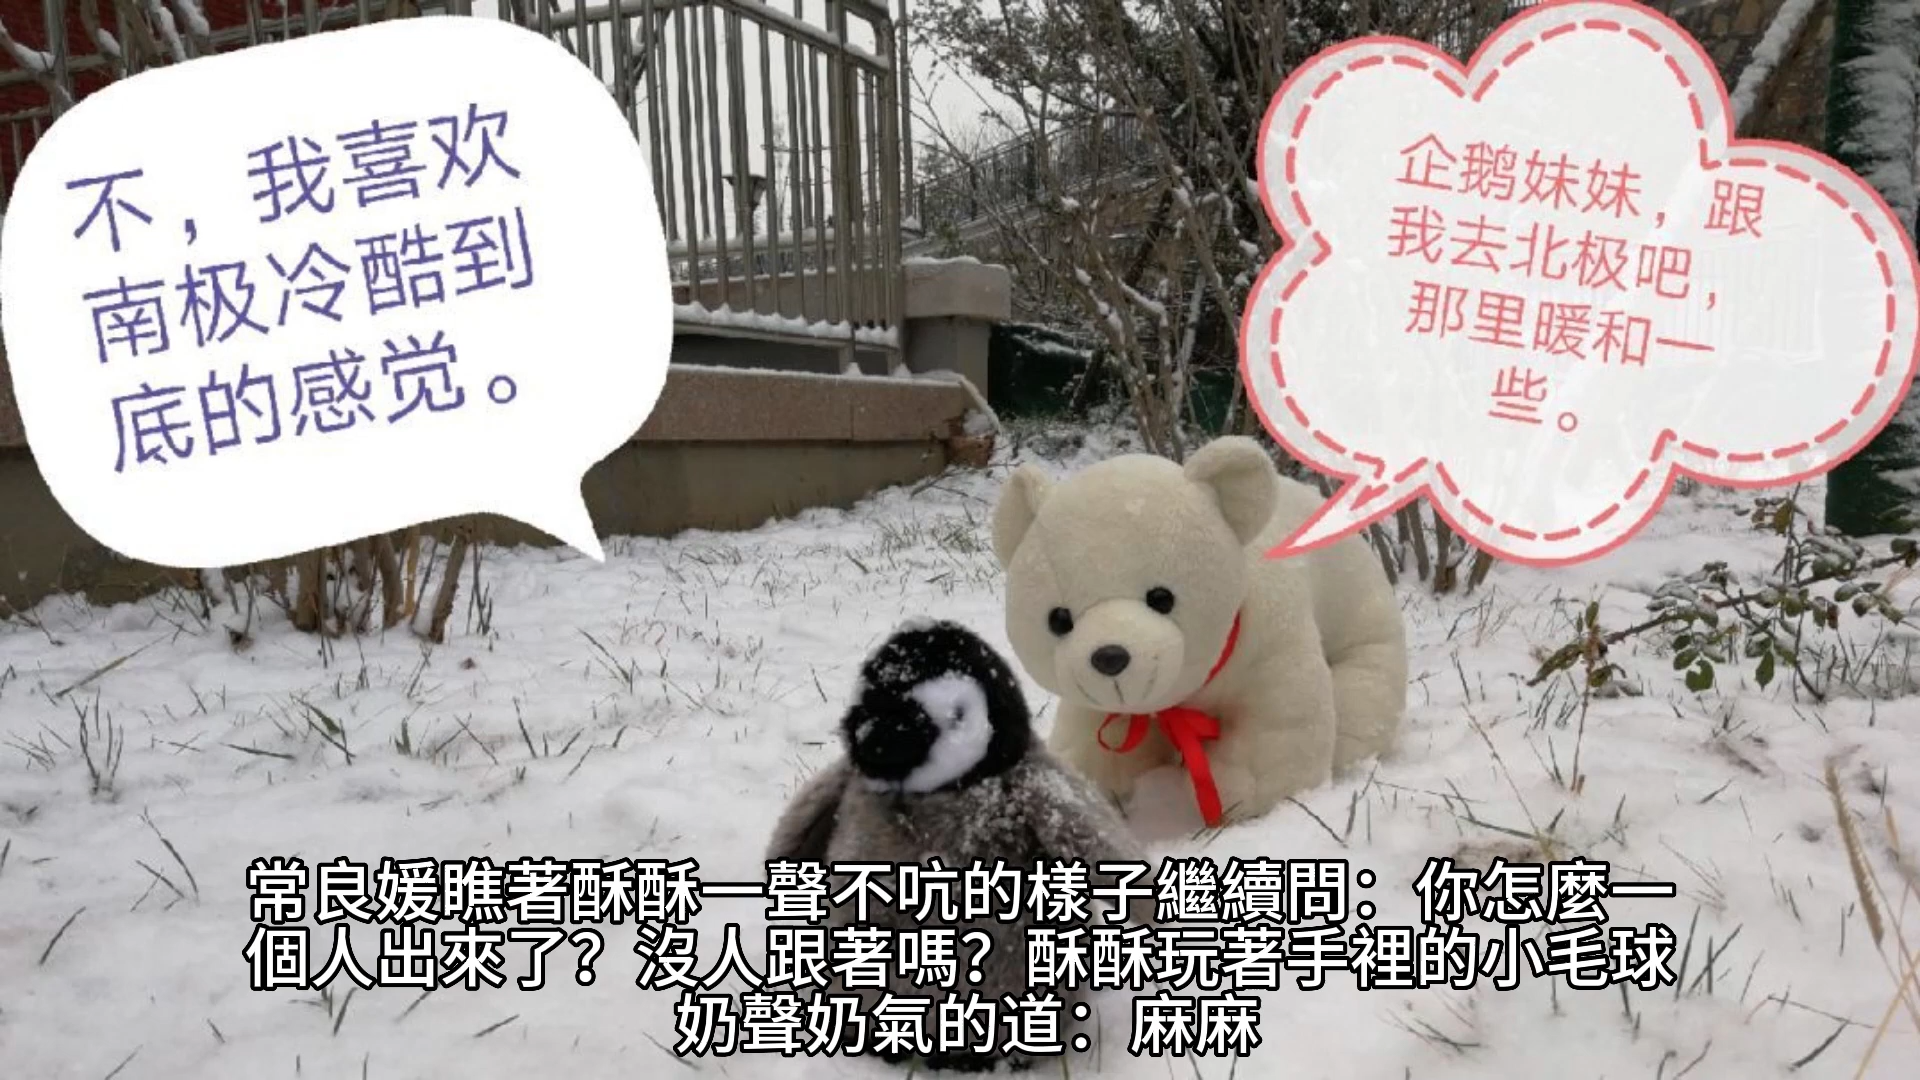 不，我喜欢
南极冷酷到
底的感觉。
企鹅妹妹，跟
我去北极吧，
那里暖和一
些。
常良媛瞧著酥酥一聲不吭的樣子繼續問：你怎麼一
個人出來了？沒人跟著嗎？酥酥玩著手裡的小毛球
奶聲奶氣的道：麻麻